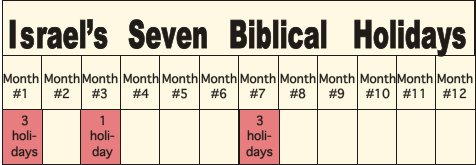 Israel's Seven Biblical Holidays
Month Month Month Month Month Month Month Month Month Month Month Month
#1 #2 #3 #4 #5 #6 #7 #8 #9 #10 #11 #12
3 1 3
holi- holi- holi-
days day days